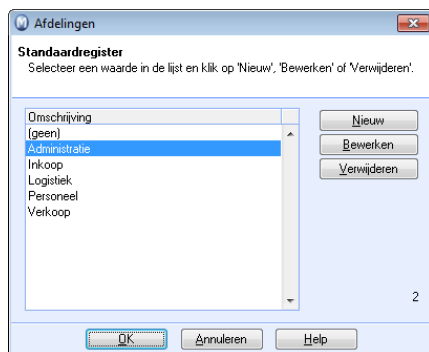 Afdelingen
Standaardregister
Selecteer een waarde in de lijst en klik op 'Nieuw', 'Bewerken' of 'Verwijderen'.
Omschrijving
(geen)
Administratie
Inkoop
Logistiek
Personeel
Verkoop
Nieuw
Bewerken
Verwijderen
2
OK
Annuleren
Help